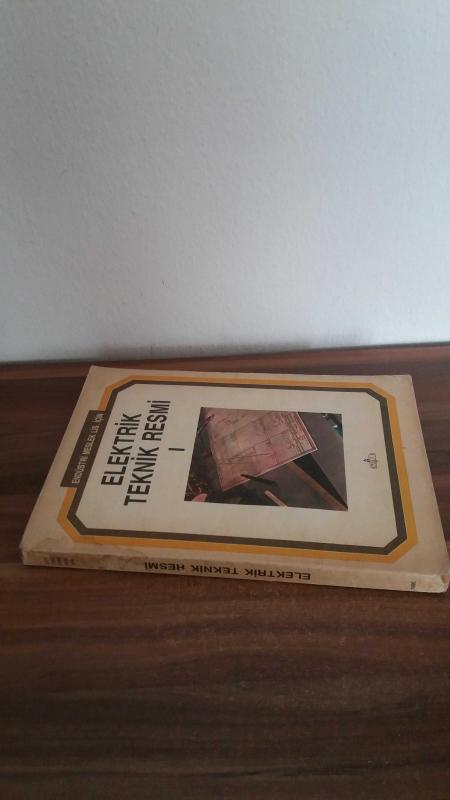 ENDÜSTRİ MESLEK LİS. İÇİN
ELEKTRİK
TEKNİK RESMİ
I
ELEKTRİK TEKNİK RESMİ